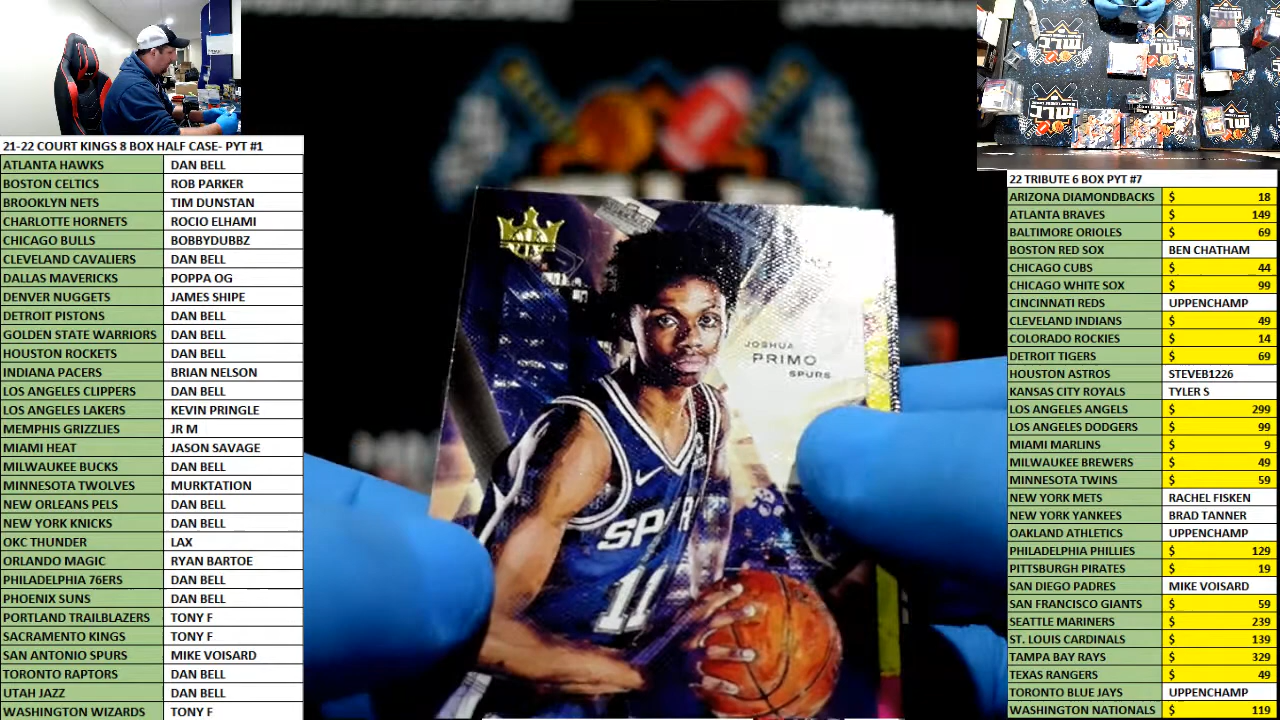 21-22 COURT KINGS 8 BOX HALF CASE- PYT #1
ATLANTA HAWKS DAN BELL
BOSTON CELTICS ROB PARKER
BROOKLYN NETS TIM DUNSTAN
CHARLOTTE HORNETS ROCIO ELHAMI
CHICAGO BULLS BOBBYDUBBZ
CLEVELAND CAVALIERS DAN BELL
DALLAS MAVERICKS POPPA OG
DENVER NUGGETS JAMES SHIPE
DETROIT PISTONS DAN BELL
GOLDEN STATE WARRIORS DAN BELL
HOUSTON ROCKETS DAN BELL
INDIANA PACERS BRIAN NELSON
LOS ANGELES CLIPPERS DAN BELL
LOS ANGELES LAKERS KEVIN PRINGLE
MEMPHIS GRIZZLIES JR M
MIAMI HEAT JASON SAVAGE
MILWAUKEE BUCKS DAN BELL
MINNESOTA TWOLVES MURKTATION
NEW ORLEANS PELS DAN BELL
NEW YORK KNICKS DAN BELL
OKC THUNDER LAX
ORLANDO MAGIC RYAN BARTOE
PHILADELPHIA 76ERS DAN BELL
PHOENIX SUNS DAN BELL
PORTLAND TRAILBLAZERS TONY F
SACRAMENTO KINGS TONY F
SAN ANTONIO SPURS MIKE VOISARD
TORONTO RAPTORS DAN BELL
UTAH JAZZ DAN BELL
WASHINGTON WIZARDS TONY F
JOSHUA
PRIMO
SPURS
SPUR
11
22 TRIBUTE 6 BOX PYT #7
ARIZONA DIAMONDBACKS $ 18
ATLANTA BRAVES $ 149
BALTIMORE ORIOLES $ 69
BOSTON RED SOX BEN CHATHAM
CHICAGO CUBS $ 44
CHICAGO WHITE SOX $ 99
CINCINNATI REDS UPPENCHAMP
CLEVELAND INDIANS $ 49
COLORADO ROCKIES $ 14
DETROIT TIGERS $ 69
HOUSTON ASTROS STEVEB1226
KANSAS CITY ROYALS TYLER S
LOS ANGELES ANGELS $ 299
LOS ANGELES DODGERS $ 99
MIAMI MARLINS $ 9
MILWAUKEE BREWERS $ 49
MINNESOTA TWINS $ 59
NEW YORK METS RACHEL FISKEN
NEW YORK YANKEES BRAD TANNER
OAKLAND ATHLETICS UPPENCHAMP
PHILADELPHIA PHILLIES $ 129
PITTSBURGH PIRATES $ 19
SAN DIEGO PADRES MIKE VOISARD
SAN FRANCISCO GIANTS $ 59
SEATTLE MARINERS $ 239
ST. LOUIS CARDINALS $ 139
TAMPA BAY RAYS $ 329
TEXAS RANGERS $ 49
TORONTO BLUE JAYS UPPENCHAMP
WASHINGTON NATIONALS $ 119